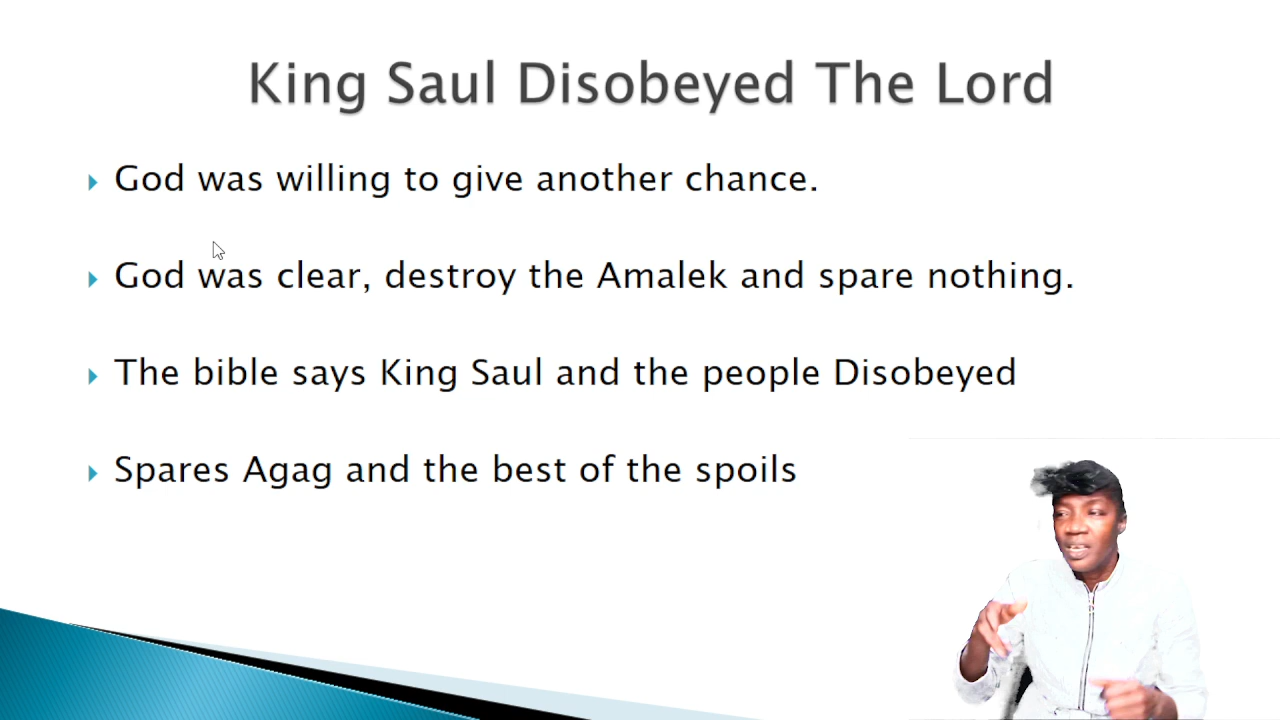 King Saul Disobeyed The Lord
God was willing to give another chance.
God was clear, destroy the Amalek and spare nothing.
The bible says King Saul and the people Disobeyed
Spares Agag and the best of the spoils